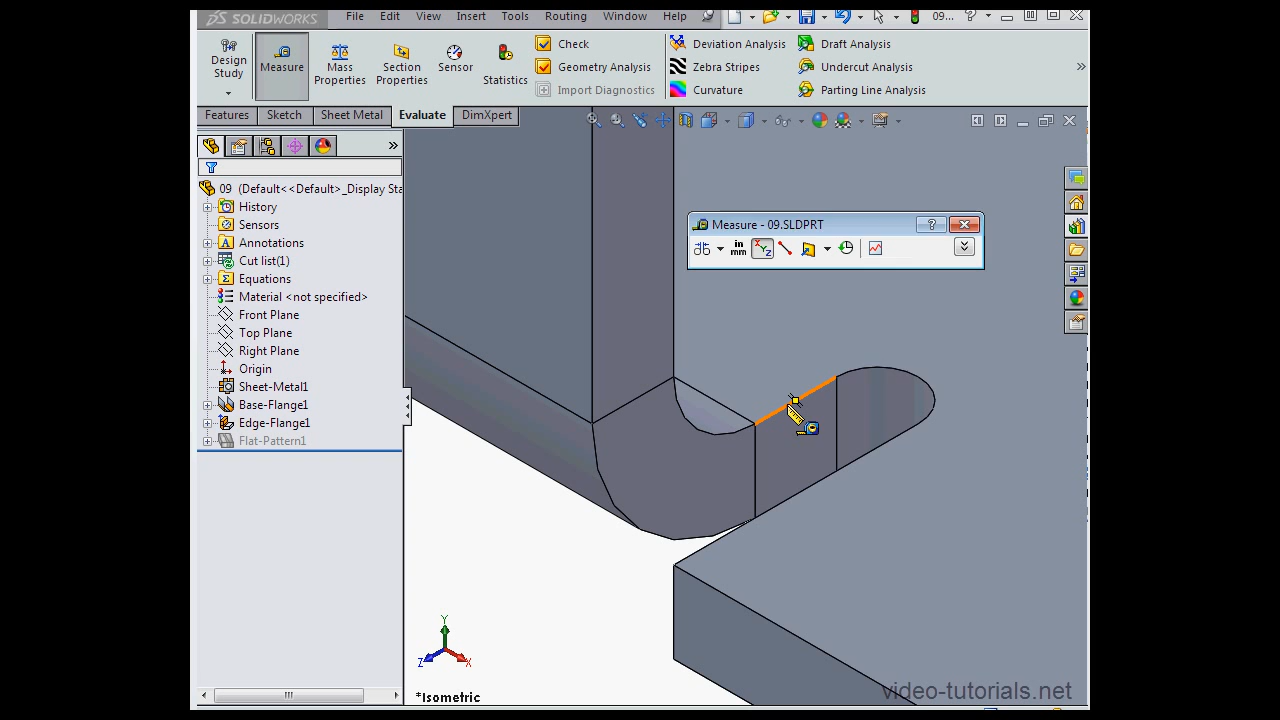 SOLIDWORKS File Edit View Insert Tools Routing Window Help 09...
Design Study
Measure
Mass Properties
Section Properties
Sensor
Statistics
Check
Geometry Analysis
Import Diagnostics
Deviation Analysis
Zebra Stripes
Curvature
Draft Analysis
Undercut Analysis
Parting Line Analysis
Features Sketch Sheet Metal Evaluate DimXpert
09 (Default<<Default>_Display Sta
History
Sensors
Annotations
Cut list(1)
Equations
Material <not specified>
Front Plane
Top Plane
Right Plane
Origin
Sheet-Metal1
Base-Flange1
Edge-Flange1
Flat-Pattern1
Measure - 09.SLDPRT
in
mm
X Y Z
Y
Z X
*Isometric
video-tutorials.net